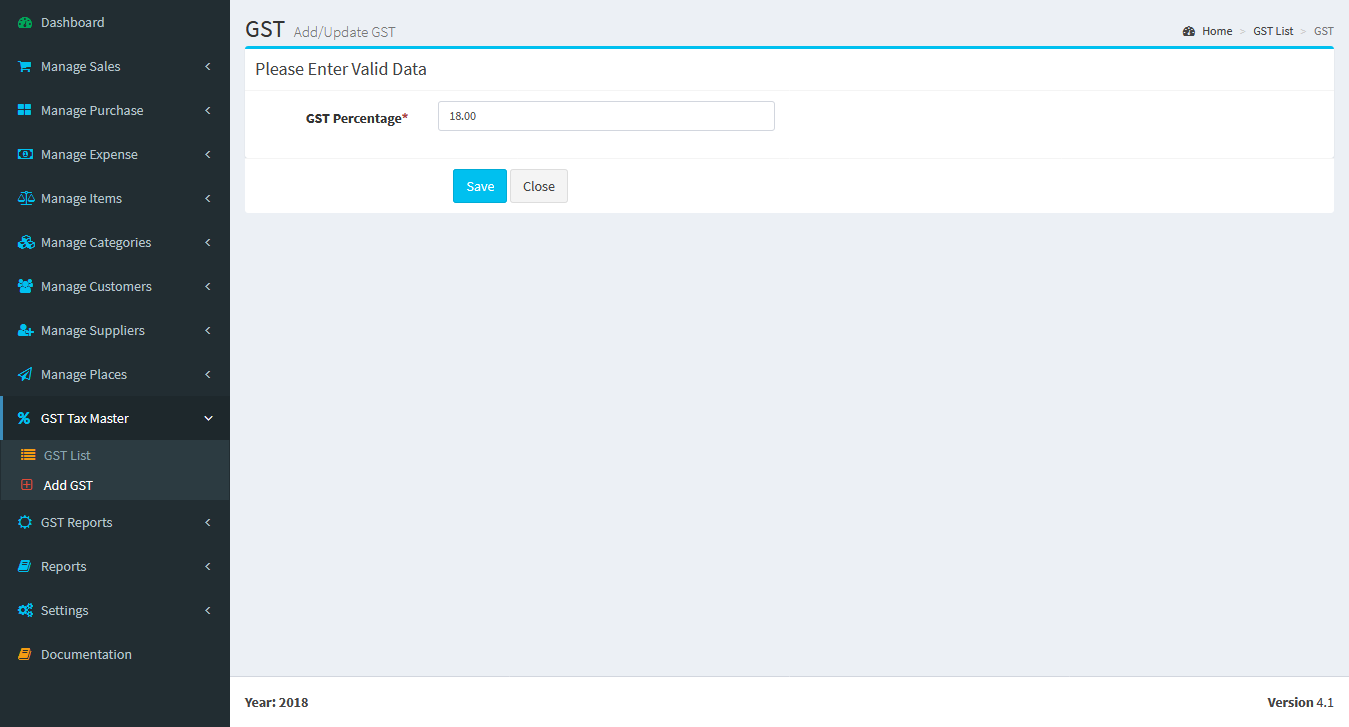 Dashboard
Manage Sales
Manage Purchase
Manage Expense
Manage Items
Manage Categories
Manage Customers
Manage Suppliers
Manage Places
GST Tax Master
GST List
Add GST
GST Reports
Reports
Settings
Documentation
GST Add/Update GST
Home > GST List > GST
Please Enter Valid Data
GST Percentage* 18.00
Save Close
Year: 2018 Version 4.1